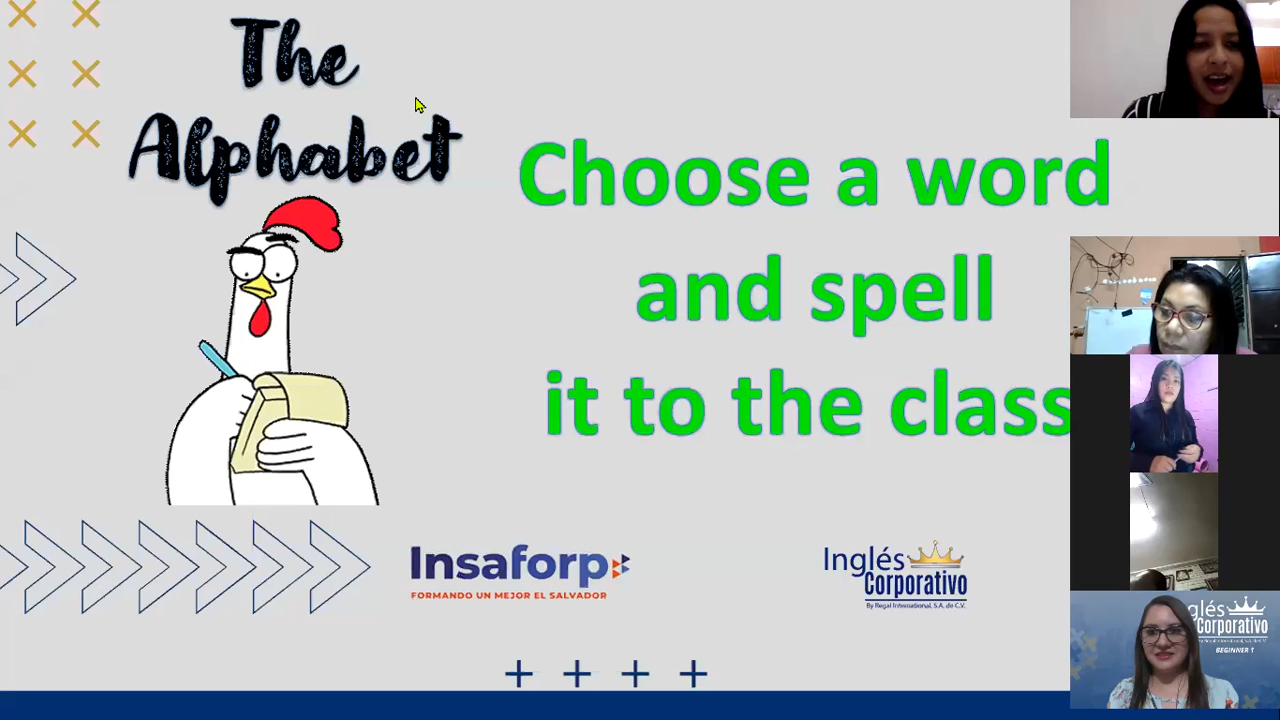 The
Alphabet
Choose a word
and spell
it to the class
Insaforp
FORMANDO UN MEJOR EL SALVADOR
Inglés
Corporativo
By Regal International, S.A. de C.V.
glés
Corporativo
BEGINNER 1